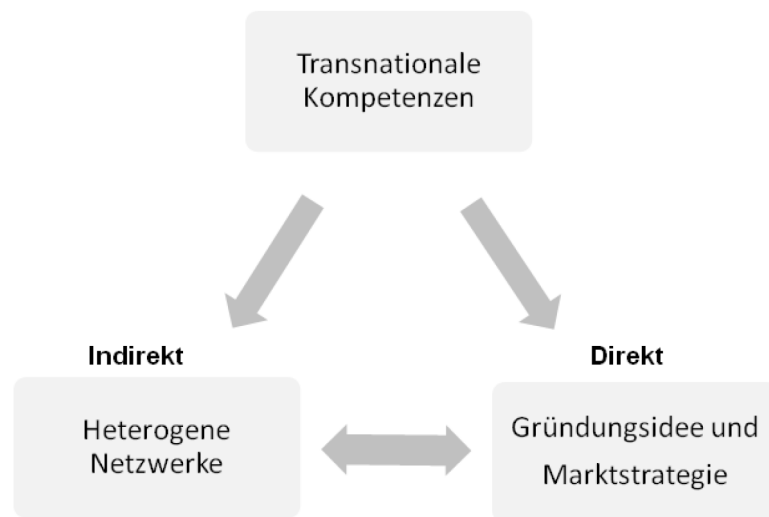 Transnationale
Kompetenzen
Indirekt
Direkt
Heterogene
Netzwerke
Gründungsidee und
Marktstrategie